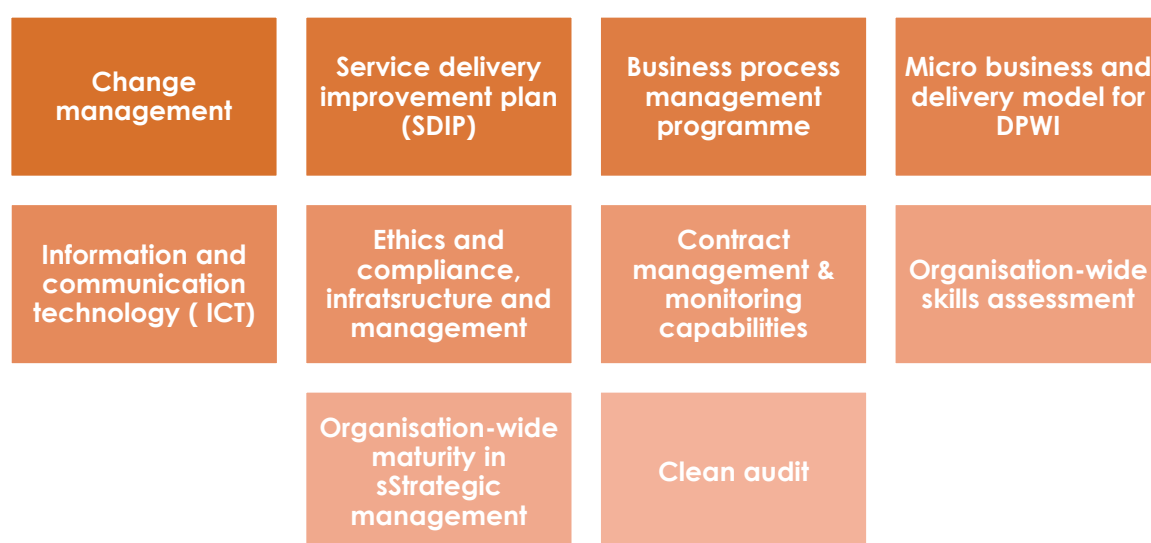 Change
management
Service delivery
improvement plan
(SDIP)
Business process
management
programme
Micro business and
delivery model for
DPWI
Information and
communication
technology ( ICT)
Ethics and
compliance,
infratsructure and
management
Contract
management &
monitoring
capabilities
Organisation-wide
skills assessment
Organisation-wide
maturity in
sStrategic
management
Clean audit